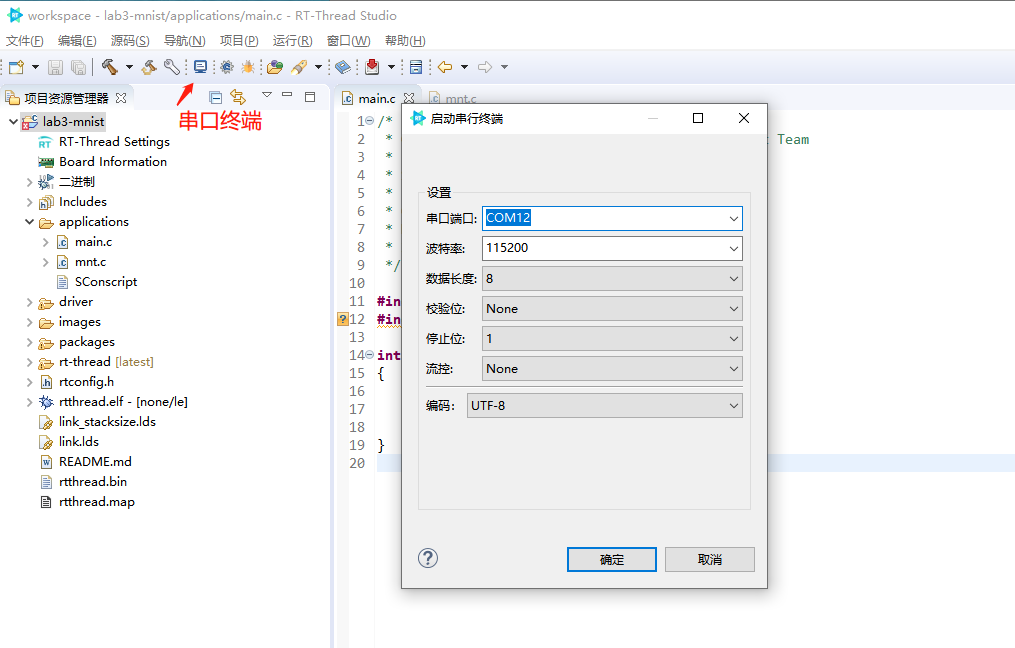 workspace - lab3-mnist/applications/main.c - RT-Thread Studio
文件(F) 编辑(E) 源码(S) 导航(N) 项目(P) 运行(R) 窗口(W) 帮助(H)
串口终端
项目资源管理器
lab3-mnist
RT-Thread Settings
Board Information
二进制
Includes
applications
main.c
mnt.c
SConscript
driver
images
packages
rt-thread [latest]
rtconfig.h
rtthread.elf - [none/le]
link_stacksize.lds
link.lds
README.md
rtthread.bin
rtthread.map
main.c mnt.c
1 /*
2 * Team
3 *
4 *
5 *
6 *
7 *
8 *
9 */
10
11 #in
12 #in
13
14 int
15 {
16
17
18
19 }
20
启动串行终端
设置
串口端口: COM12
波特率: 115200
数据长度: 8
校验位: None
停止位: 1
流控: None
编码: UTF-8
确定 取消